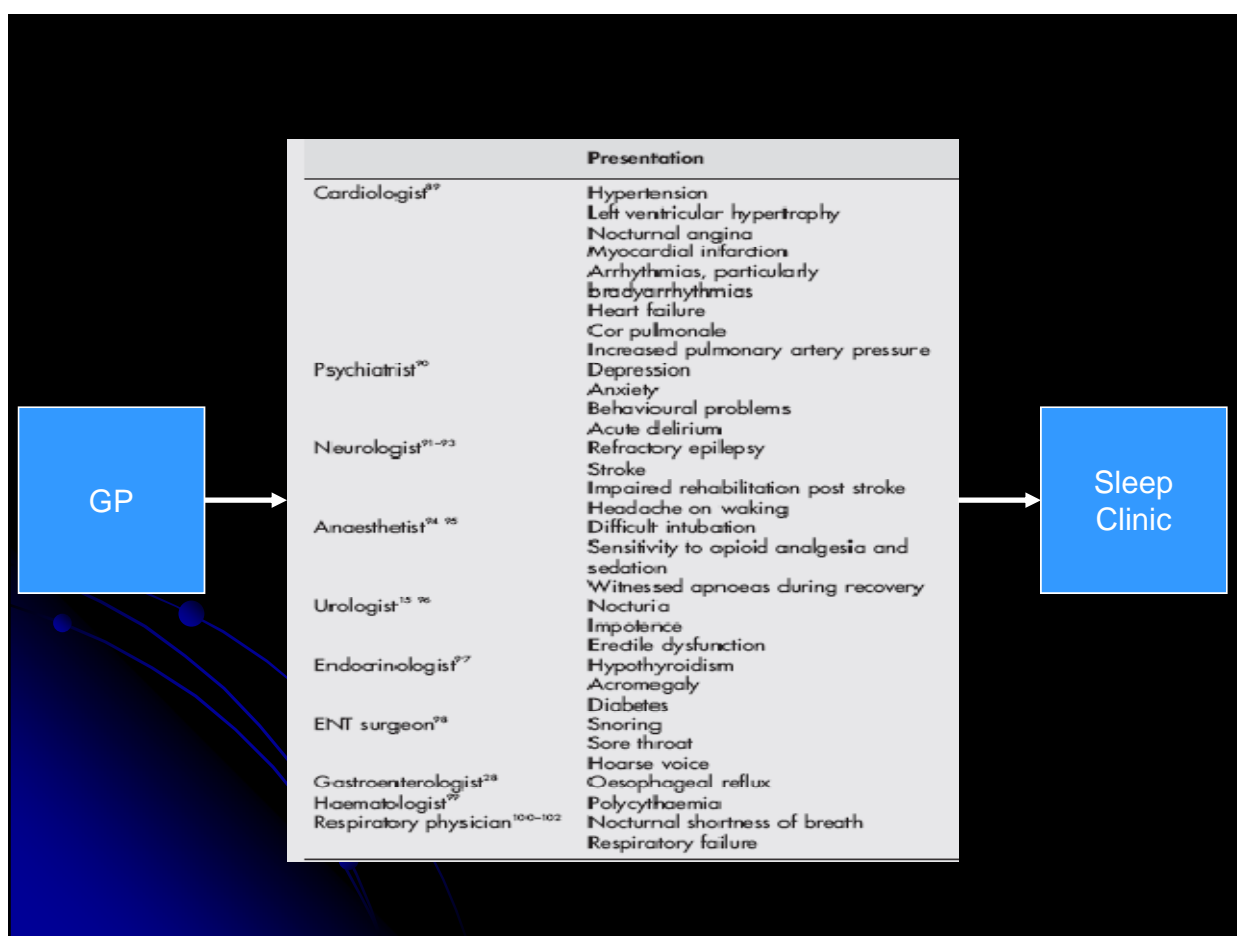 Presentation
Cardiologist⁸⁹ Hypertension
Left ventricular hypertrophy
Nocturnal angina
Myocardial infarction
Arrhythmias, particularly
bradyarrhythmias
Heart failure
Cor pulmonale
Increased pulmonary artery pressure
Psychiatrist⁹⁰ Depression
Anxiety
Behavioural problems
Acute delirium
Neurologist⁹¹⁻⁹³ Refractory epilepsy
Stroke
Impaired rehabilitation post stroke
Headache on waking
Anaesthetist⁹⁴ ⁹⁵ Difficult intubation
Sensitivity to opioid analgesia and
sedation
Witnessed apnoeas during recovery
Urologist¹⁵ ⁹⁶ Nocturia
Impotence
Erectile dysfunction
Endocrinologist⁹⁷ Hypothyroidism
Acromegaly
Diabetes
ENT surgeon⁹⁸ Snoring
Sore throat
Hoarse voice
Gastroenterologist²⁸ Oesophageal reflux
Haematologist⁹⁹ Polycythaemia
Respiratory physician¹⁰⁰⁻¹⁰² Nocturnal shortness of breath
Respiratory failure
GP
Sleep
Clinic